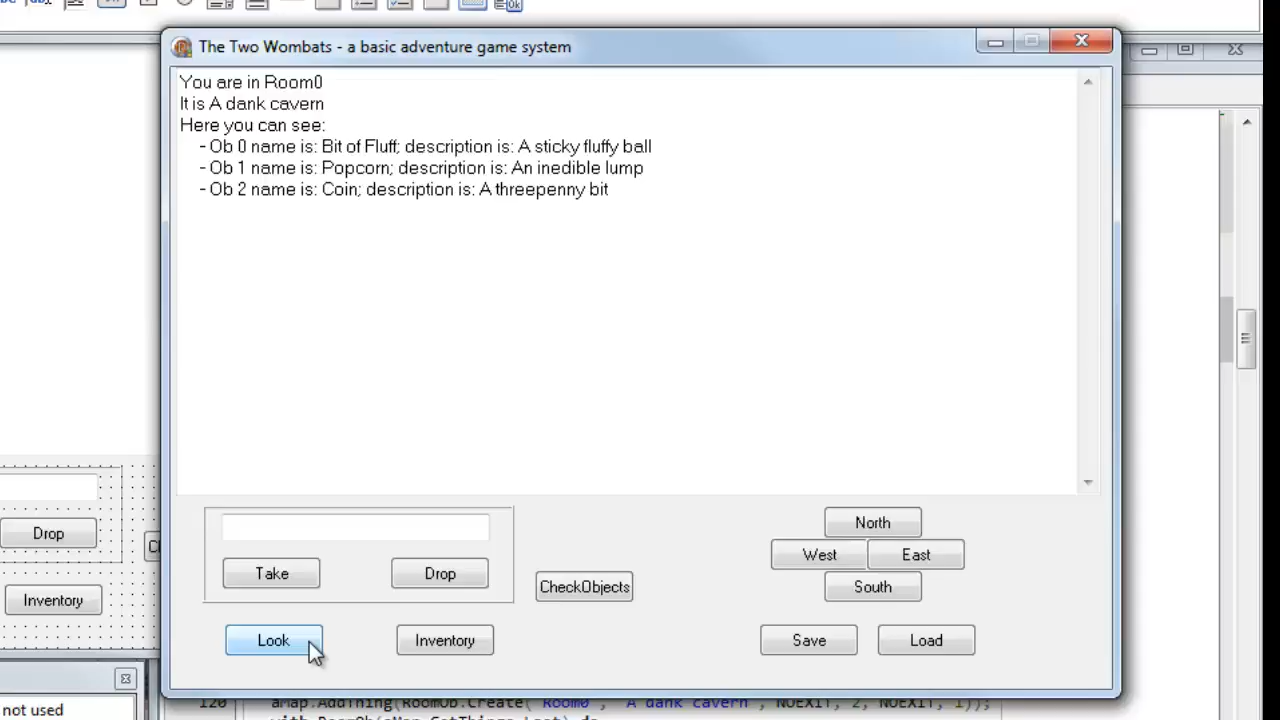 The Two Wombats - a basic adventure game system
You are in Room0
It is A dank cavern
Here you can see:
- Ob 0 name is: Bit of Fluff; description is: A sticky fluffy ball
- Ob 1 name is: Popcorn; description is: An inedible lump
- Ob 2 name is: Coin; description is: A threepenny bit
North
West East
South
Take Drop
CheckObjects
Look Inventory
Save Load
Drop
Inventory
not used
120 aMap.AddThing(RoomOb.Create('Room0', 'A dank cavern', NOEXIT, 2, NOEXIT, 1));